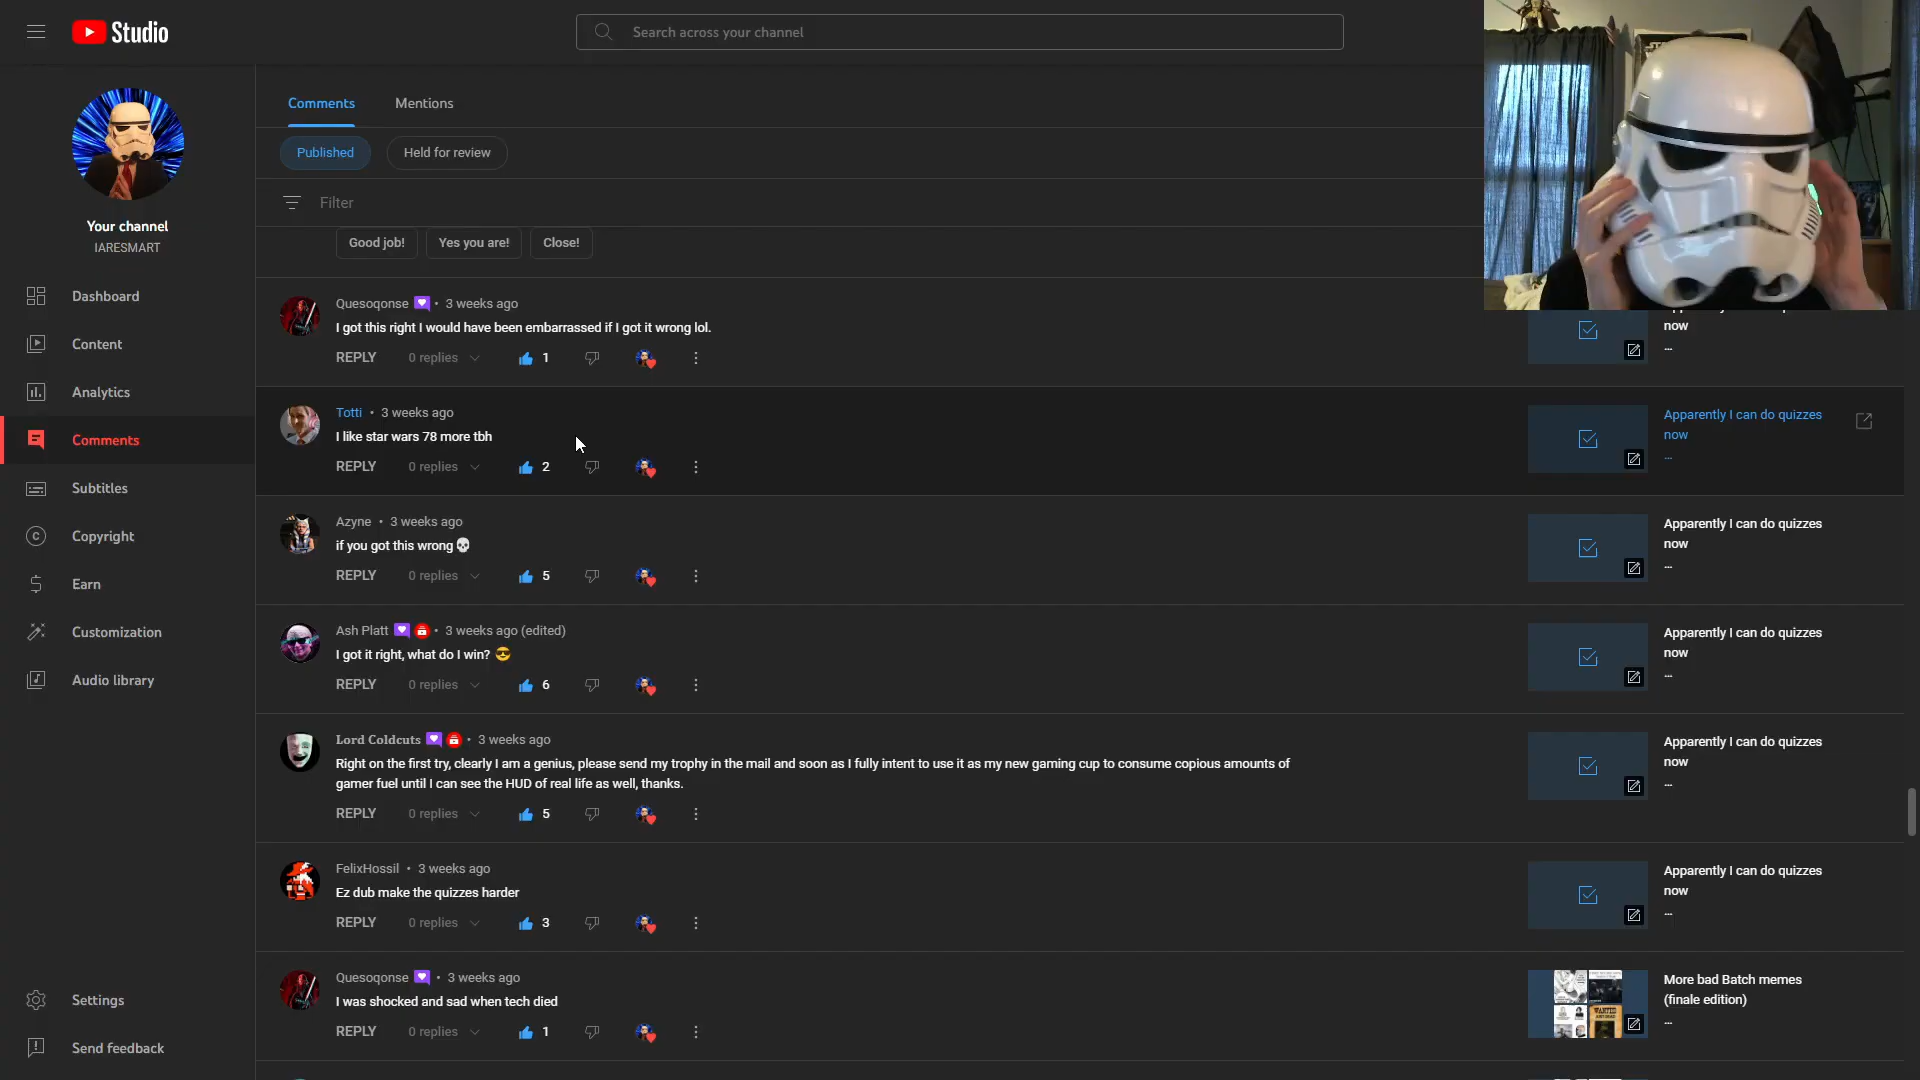 Studio
Search across your channel
Your channel
IARESMART
Dashboard
Content
Analytics
Comments
Subtitles
Copyright
Earn
Customization
Audio library
Settings
Send feedback
Comments
Mentions
Published
Held for review
Filter
Good job!
Yes you are!
Close!
Quesoqonse • 3 weeks ago
I got this right I would have been embarrassed if I got it wrong lol.
REPLY 0 replies 1
now
...
Totti • 3 weeks ago
I like star wars 78 more tbh
REPLY 0 replies 2
Apparently I can do quizzes
now
...
Azyne • 3 weeks ago
if you got this wrong💀
REPLY 0 replies 5
Apparently I can do quizzes
now
...
Ash Platt • 3 weeks ago (edited)
I got it right, what do I win? 😎
REPLY 0 replies 6
Apparently I can do quizzes
now
...
Lord Coldcuts • 3 weeks ago
Right on the first try, clearly I am a genius, please send my trophy in the mail and soon as I fully intent to use it as my new gaming cup to consume copious amounts of
gamer fuel until I can see the HUD of real life as well, thanks.
REPLY 0 replies 5
Apparently I can do quizzes
now
...
FelixHossil • 3 weeks ago
Ez dub make the quizzes harder
REPLY 0 replies 3
Apparently I can do quizzes
now
...
Quesoqonse • 3 weeks ago
I was shocked and sad when tech died
REPLY 0 replies 1
WANTED
More bad Batch memes
(finale edition)
...